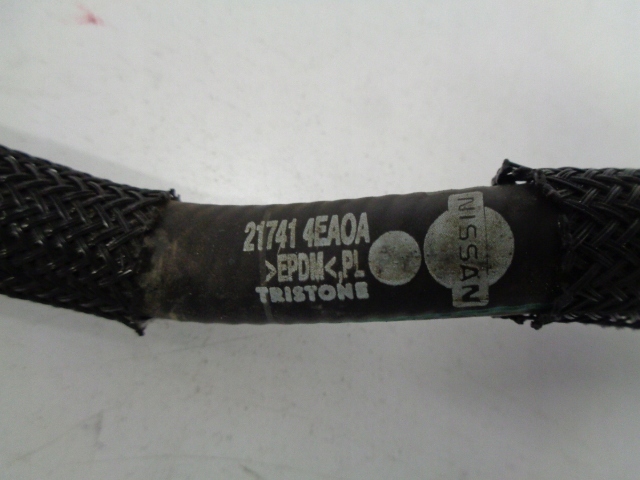 21741 4EA0A
>EPDM<,PL
TRISTONE
NISSAN